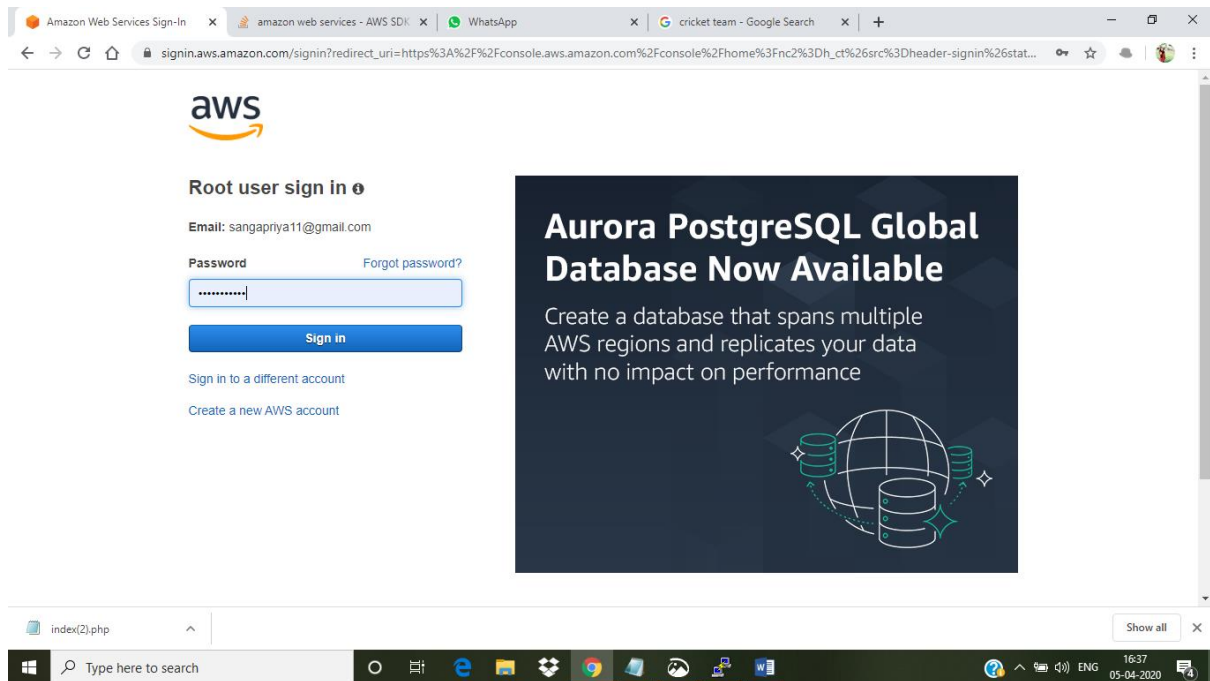 Amazon Web Services Sign-In
amazon web services - AWS SDK
WhatsApp
cricket team - Google Search
signin.aws.amazon.com/signin?redirect_uri=https%3A%2F%2Fconsole.aws.amazon.com%2Fconsole%2Fhome%3Fnc2%3Dh_ct%26src%3Dheader-signin%26stat...
aws
Root user sign in
Email: sangapriya11@gmail.com
Password Forgot password?
•••••••••••
Sign in
Sign in to a different account
Create a new AWS account
Aurora PostgreSQL Global
Database Now Available
Create a database that spans multiple
AWS regions and replicates your data
with no impact on performance
index(2).php
Show all
Type here to search
ENG
16:37
05-04-2020
4